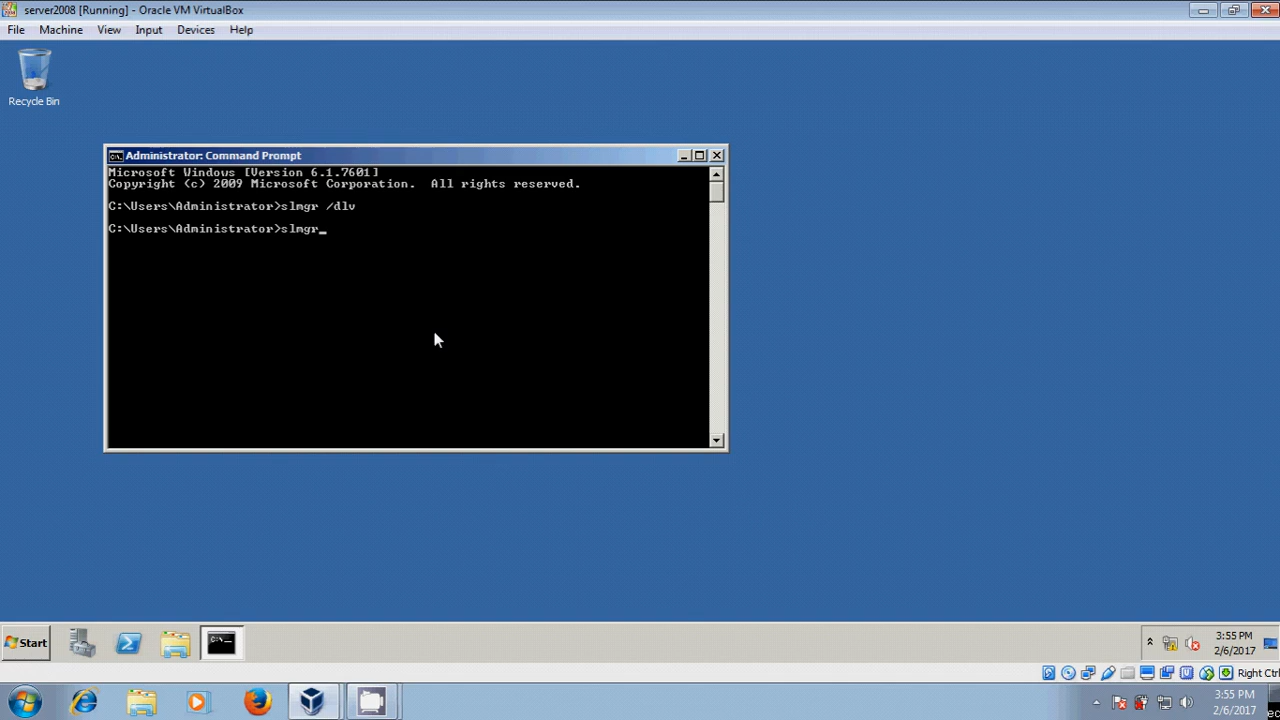 server2008 [Running] - Oracle VM VirtualBox
File Machine View Input Devices Help
Recycle Bin
Administrator: Command Prompt
Microsoft Windows [Version 6.1.7601]
Copyright (c) 2009 Microsoft Corporation.  All rights reserved.
C:\Users\Administrator>slmgr /dlv
C:\Users\Administrator>slmgr_
Start
3:55 PM
2/6/2017
Right Ctrl
3:55 PM
2/6/2017